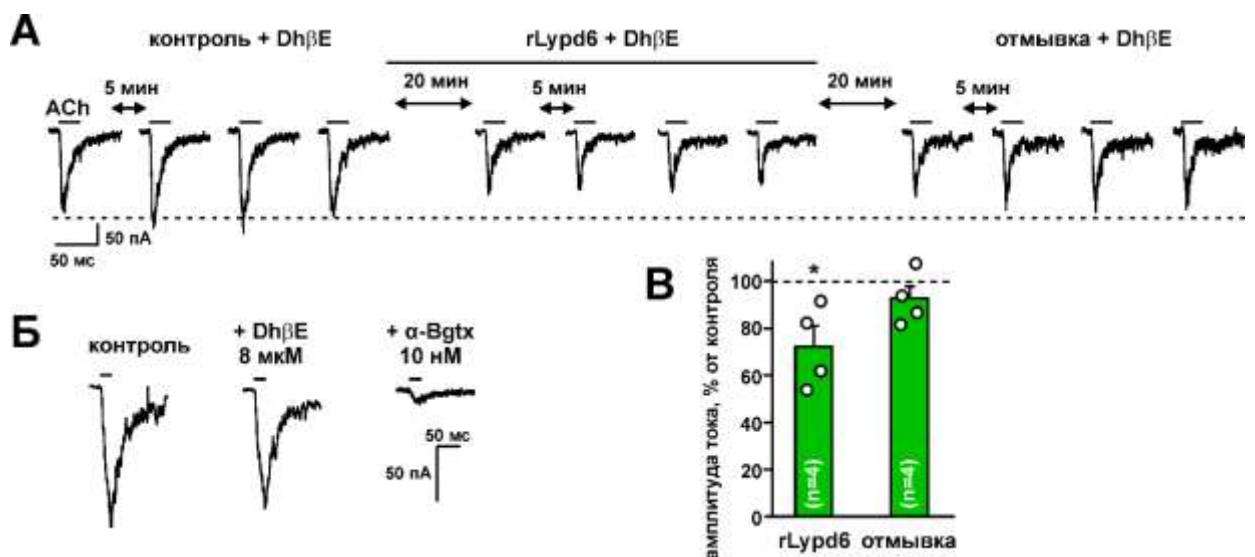 А
контроль + DhβE
rLypd6 + DhβE
отмывка + DhβE
ACh
5 мин
20 мин
5 мин
20 мин
5 мин
50 пА
50 мс
Б
контроль
+ DhβE
8 мкМ
+ α-Bgtx
10 нМ
50 мс
50 пА
В
амплитуда тока, % от контроля
100
80
60
40
20
0
*
(n=4)
(n=4)
rLypd6
отмывка